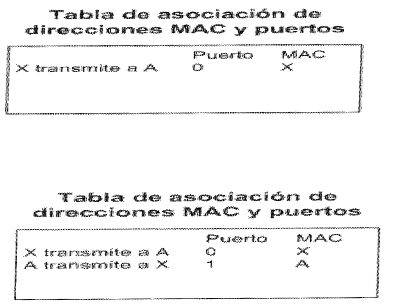 Tabla de asociación de
direcciones MAC y puertos
Puerto MAC
X transmite a A 0 X
Tabla de asociación de
direcciones MAC y puertos
Puerto MAC
X transmite a A 0 X
A transmite a X 1 A